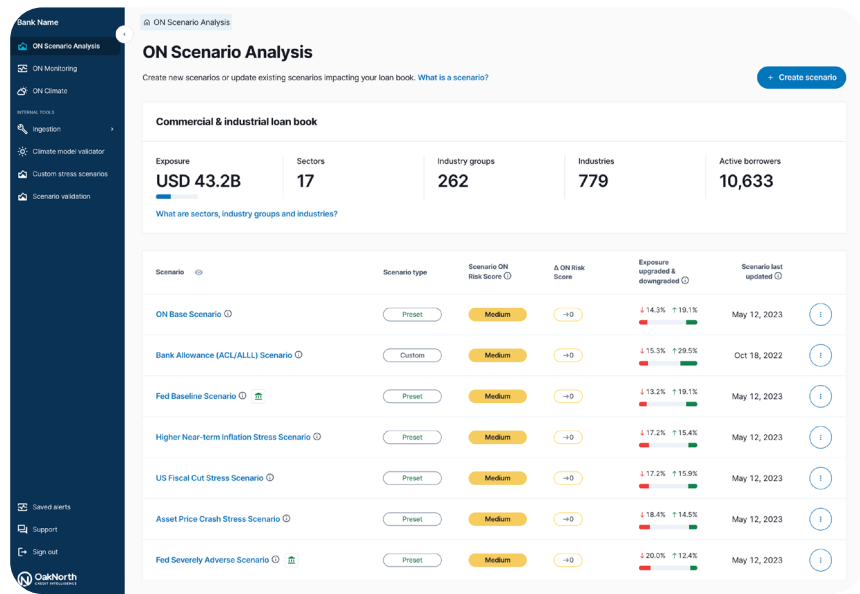 Bank Name
ON Scenario Analysis
ON Monitoring
ON Climate
INTERNAL TOOLS
Ingestion
Climate model validator
Custom stress scenarios
Scenario validation
Saved alerts
Support
Sign out
OakNorth
CREDIT INTELLIGENCE
ON Scenario Analysis
ON Scenario Analysis
Create new scenarios or update existing scenarios impacting your loan book. What is a scenario?
+ Create scenario
Commercial & industrial loan book
Exposure
USD 43.2B
Sectors
17
Industry groups
262
Industries
779
Active borrowers
10,633
What are sectors, industry groups and industries?
Scenario
Scenario type
Scenario ON
Risk Score
Δ ON Risk
Score
Exposure
upgraded &
downgraded
Scenario last
updated
ON Base Scenario Preset Medium →0 ↓14.3% ↑19.1% May 12, 2023
Bank Allowance (ACL/ALLL) Scenario Custom Medium →0 ↓15.3% ↑29.5% Oct 18, 2022
Fed Baseline Scenario Preset Medium →0 ↓13.2% ↑19.1% May 12, 2023
Higher Near-term Inflation Stress Scenario Preset Medium →0 ↓17.2% ↑15.4% May 12, 2023
US Fiscal Cut Stress Scenario Preset Medium →0 ↓17.2% ↑15.9% May 12, 2023
Asset Price Crash Stress Scenario Preset Medium →0 ↓18.4% ↑14.5% May 12, 2023
Fed Severely Adverse Scenario Preset Medium →0 ↓20.0% ↑12.4% May 12, 2023